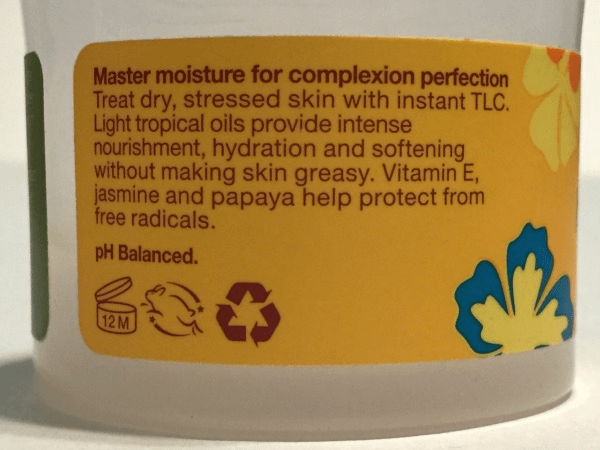 Master moisture for complexion perfection
Treat dry, stressed skin with instant TLC.
Light tropical oils provide intense
nourishment, hydration and softening
without making skin greasy. Vitamin E,
jasmine and papaya help protect from
free radicals.
pH Balanced.
12 M